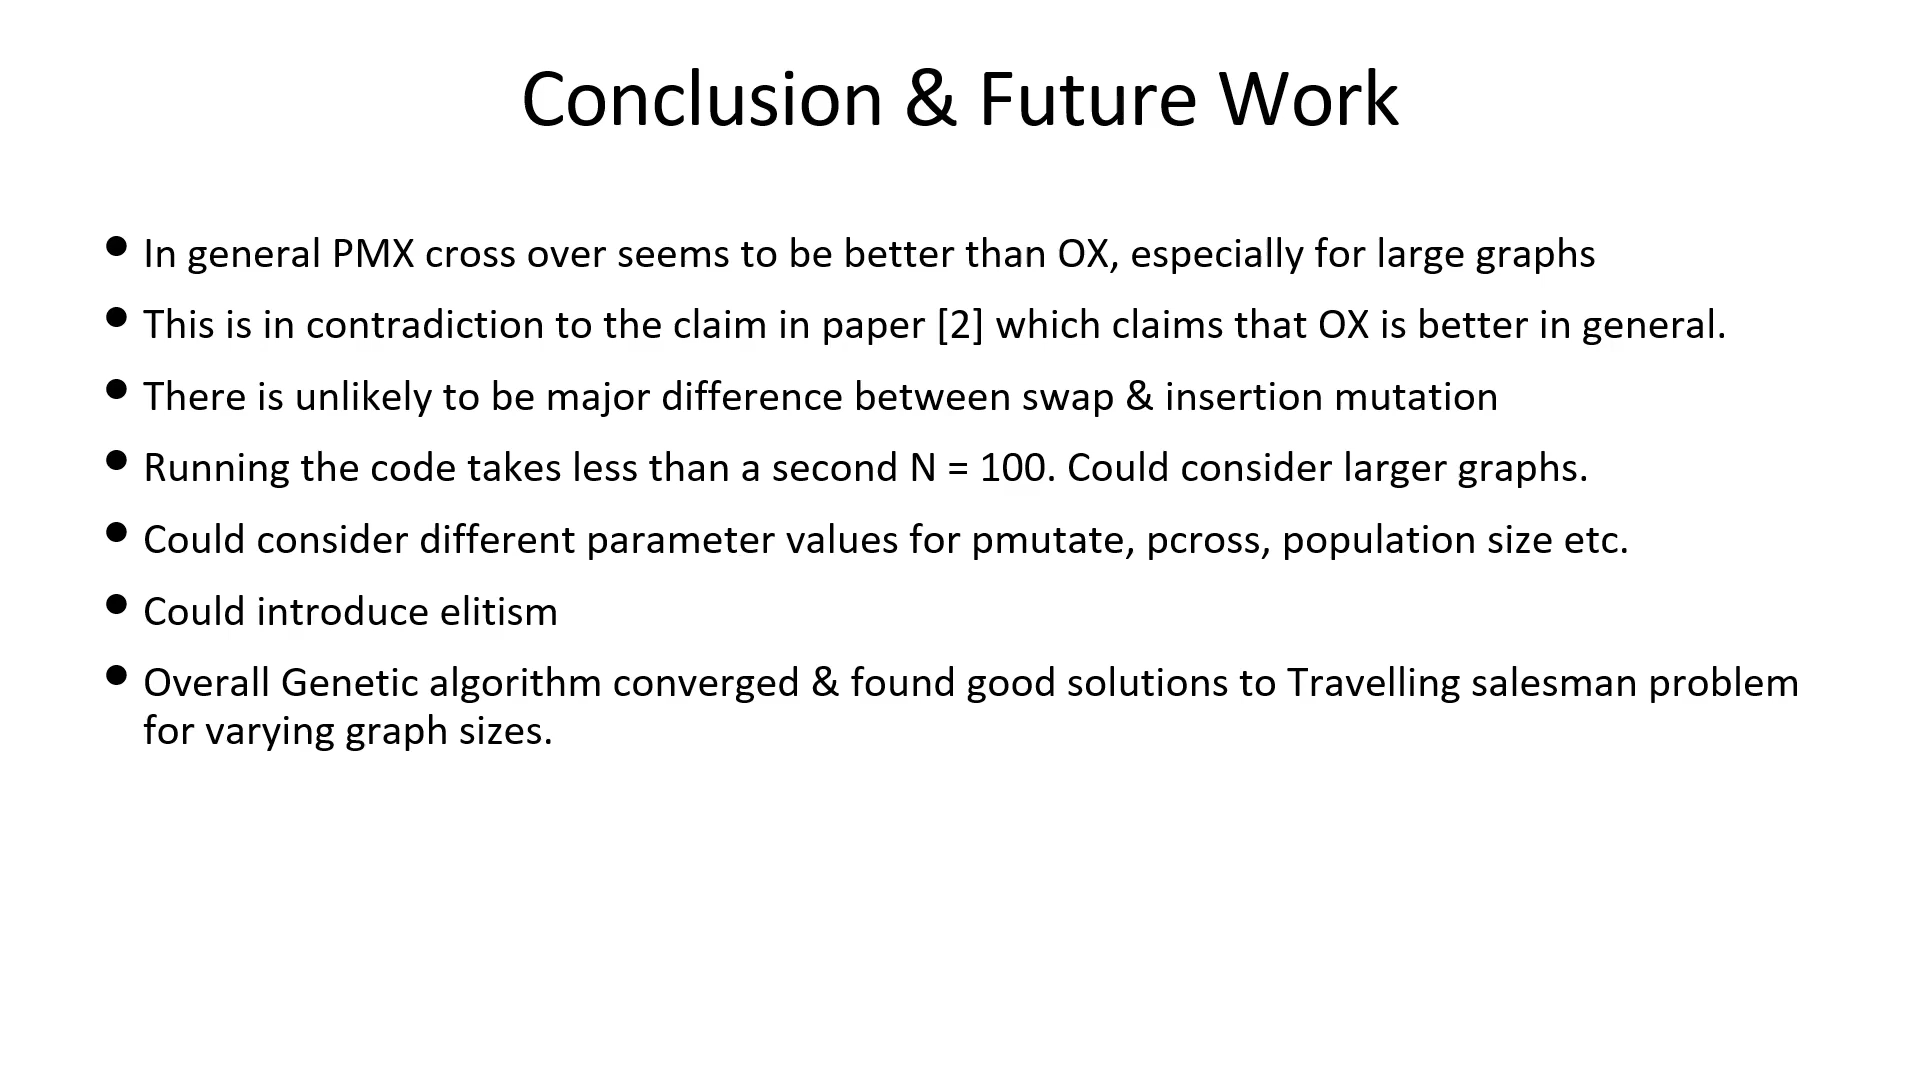 Conclusion & Future Work
• In general PMX cross over seems to be better than OX, especially for large graphs
• This is in contradiction to the claim in paper [2] which claims that OX is better in general.
• There is unlikely to be major difference between swap & insertion mutation
• Running the code takes less than a second N = 100. Could consider larger graphs.
• Could consider different parameter values for pmutate, pcross, population size etc.
• Could introduce elitism
• Overall Genetic algorithm converged & found good solutions to Travelling salesman problem
for varying graph sizes.